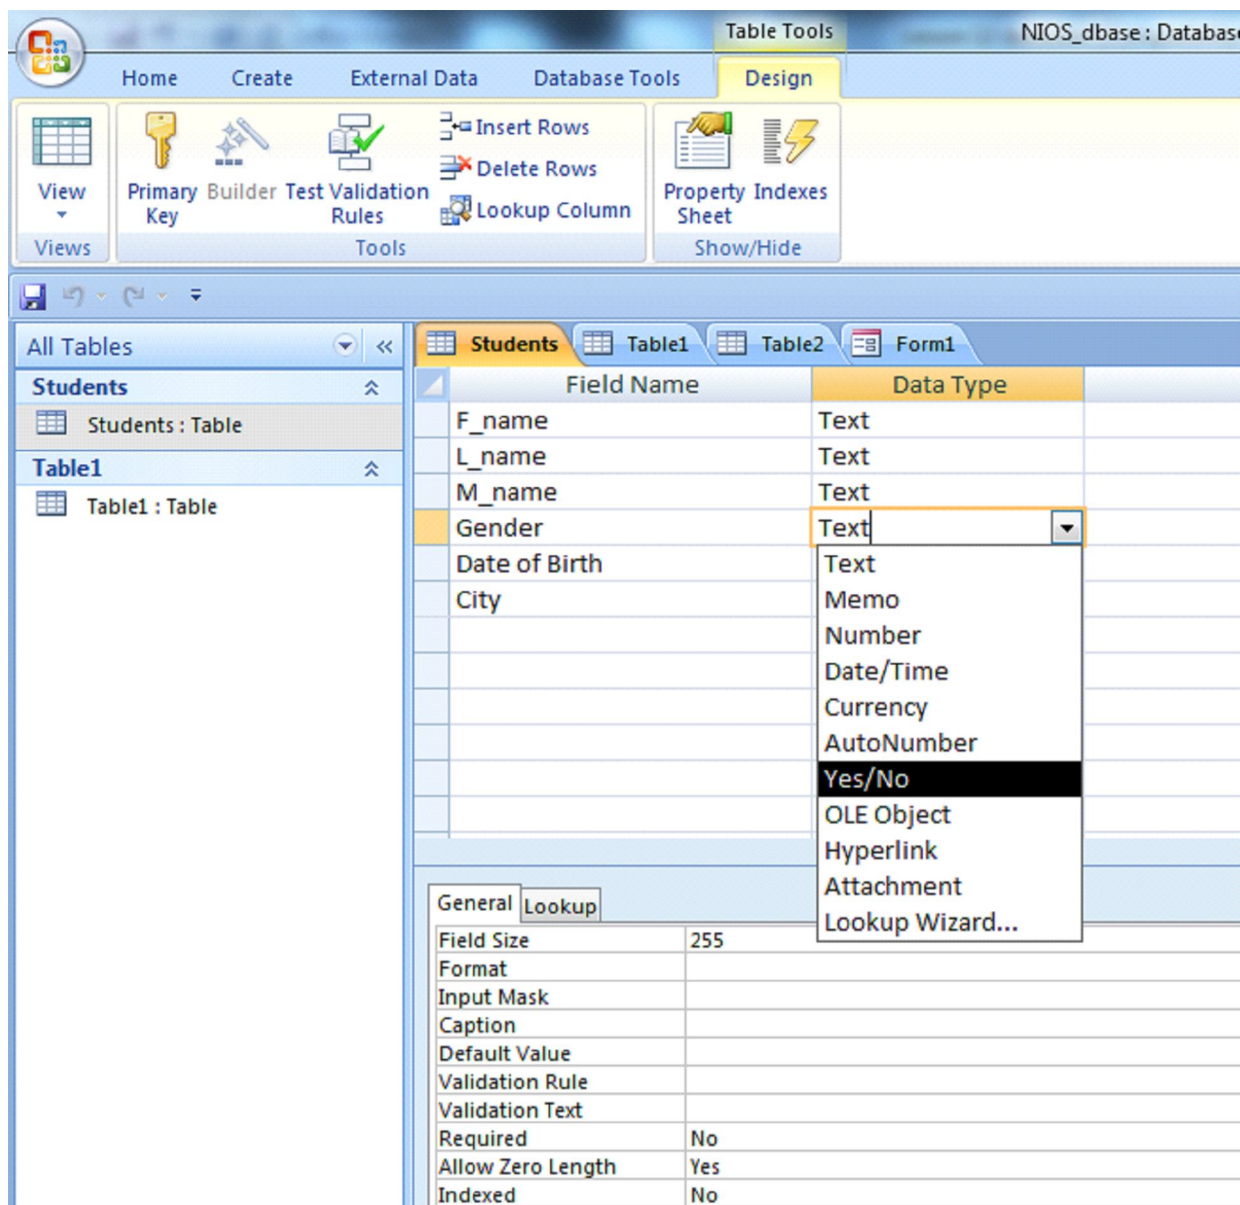 Table Tools
NIOS_dbase : Database
Home Create External Data Database Tools Design
View
Primary Key
Builder
Test Validation Rules
Insert Rows
Delete Rows
Lookup Column
Property Sheet
Indexes
Views
Tools
Show/Hide
All Tables
Students
Students : Table
Table1
Table1 : Table
Students Table1 Table2 Form1
Field Name Data Type
F_name Text
L_name Text
M_name Text
Gender Text
Date of Birth
City
Text
Memo
Number
Date/Time
Currency
AutoNumber
Yes/No
OLE Object
Hyperlink
Attachment
Lookup Wizard...
General Lookup
Field Size 255
Format
Input Mask
Caption
Default Value
Validation Rule
Validation Text
Required No
Allow Zero Length Yes
Indexed No